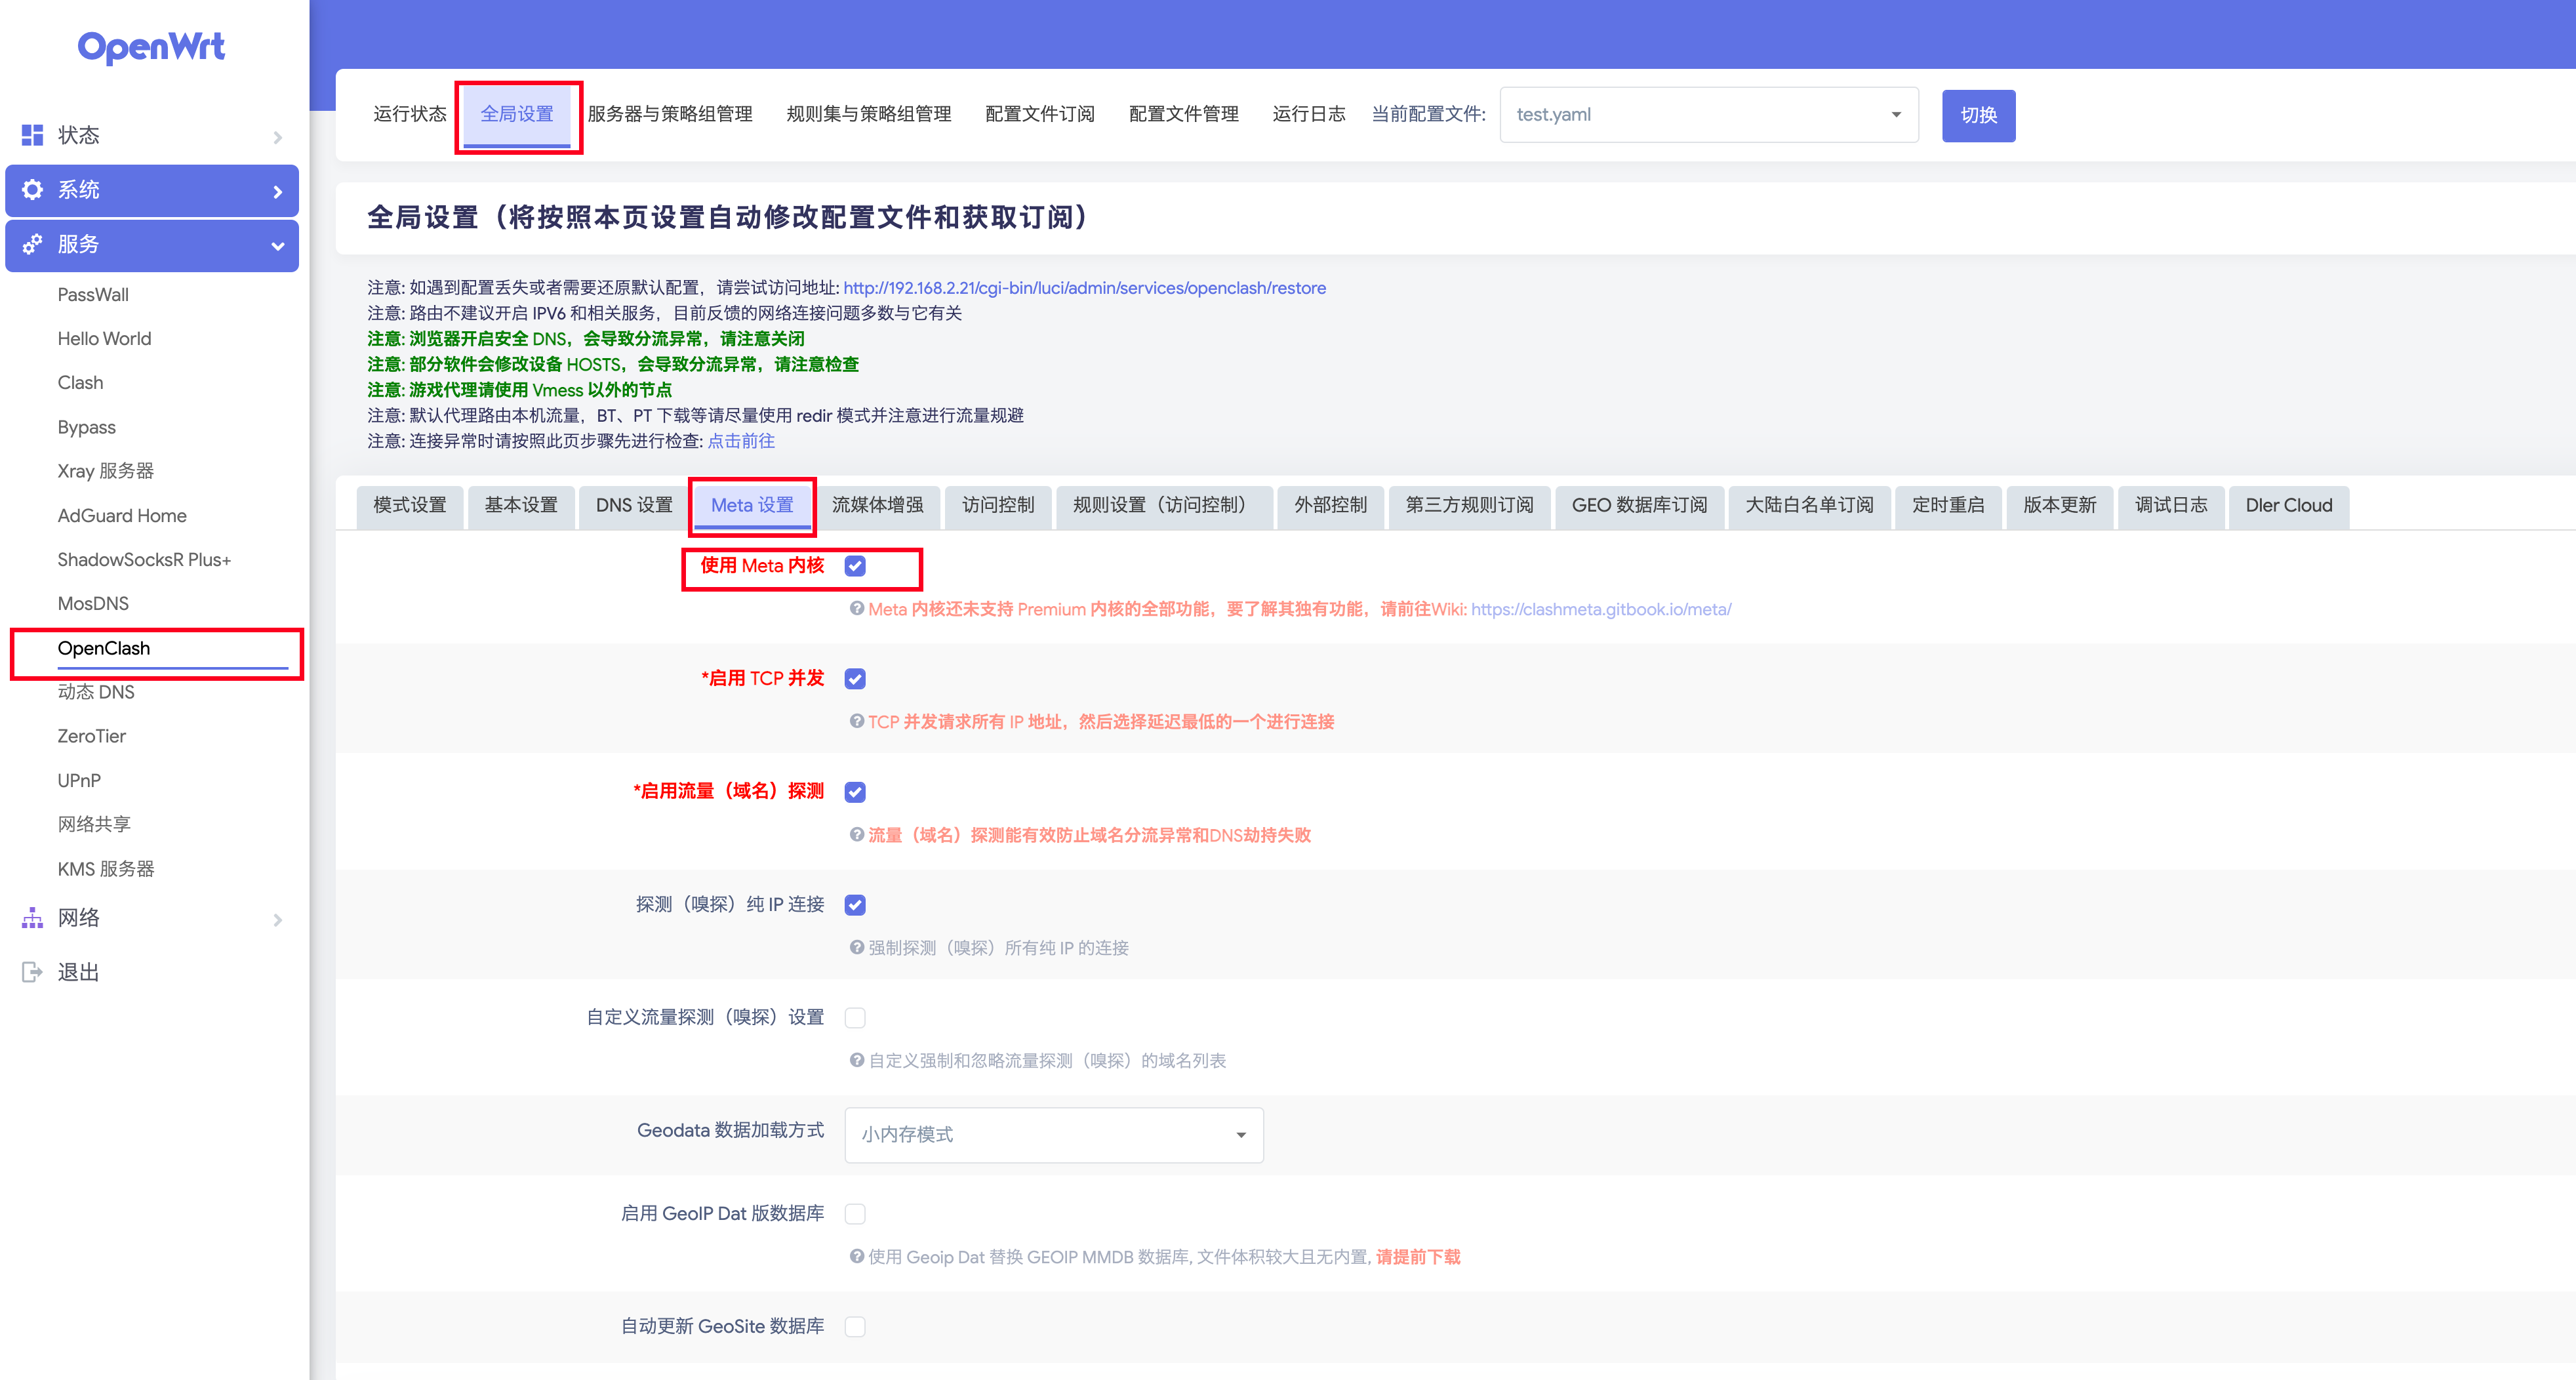 OpenWrt
状态
系统
服务
PassWall
Hello World
Clash
Bypass
Xray 服务器
AdGuard Home
ShadowSocksR Plus+
MosDNS
OpenClash
动态 DNS
ZeroTier
UPnP
网络共享
KMS 服务器
网络
退出
运行状态 全局设置 服务器与策略组管理 规则集与策略组管理 配置文件订阅 配置文件管理 运行日志 当前配置文件: test.yaml 切换
全局设置（将按照本页设置自动修改配置文件和获取订阅）
注意: 如遇到配置丢失或者需要还原默认配置，请尝试访问地址: http://192.168.2.21/cgi-bin/luci/admin/services/openclash/restore
注意: 路由不建议开启 IPV6 和相关服务，目前反馈的网络连接问题多数与它有关
注意: 浏览器开启安全 DNS，会导致分流异常，请注意关闭
注意: 部分软件会修改设备 HOSTS，会导致分流异常，请注意检查
注意: 游戏代理请使用 Vmess 以外的节点
注意: 默认代理路由本机流量，BT、PT 下载等请尽量使用 redir 模式并注意进行流量规避
注意: 连接异常时请按照此页步骤先进行检查: 点击前往
模式设置 基本设置 DNS 设置 Meta 设置 流媒体增强 访问控制 规则设置（访问控制） 外部控制 第三方规则订阅 GEO 数据库订阅 大陆白名单订阅 定时重启 版本更新 调试日志 Dler Cloud
使用 Meta 内核
Meta 内核还未支持 Premium 内核的全部功能，要了解其独有功能，请前往Wiki: https://clashmeta.gitbook.io/meta/
*启用 TCP 并发
TCP 并发请求所有 IP 地址，然后选择延迟最低的一个进行连接
*启用流量（域名）探测
流量（域名）探测能有效防止域名分流异常和DNS劫持失败
探测（嗅探）纯 IP 连接
强制探测（嗅探）所有纯 IP 的连接
自定义流量探测（嗅探）设置
自定义强制和忽略流量探测（嗅探）的域名列表
Geodata 数据加载方式 小内存模式
启用 GeoIP Dat 版数据库
使用 Geoip Dat 替换 GEOIP MMDB 数据库, 文件体积较大且无内置, 请提前下载
自动更新 GeoSite 数据库